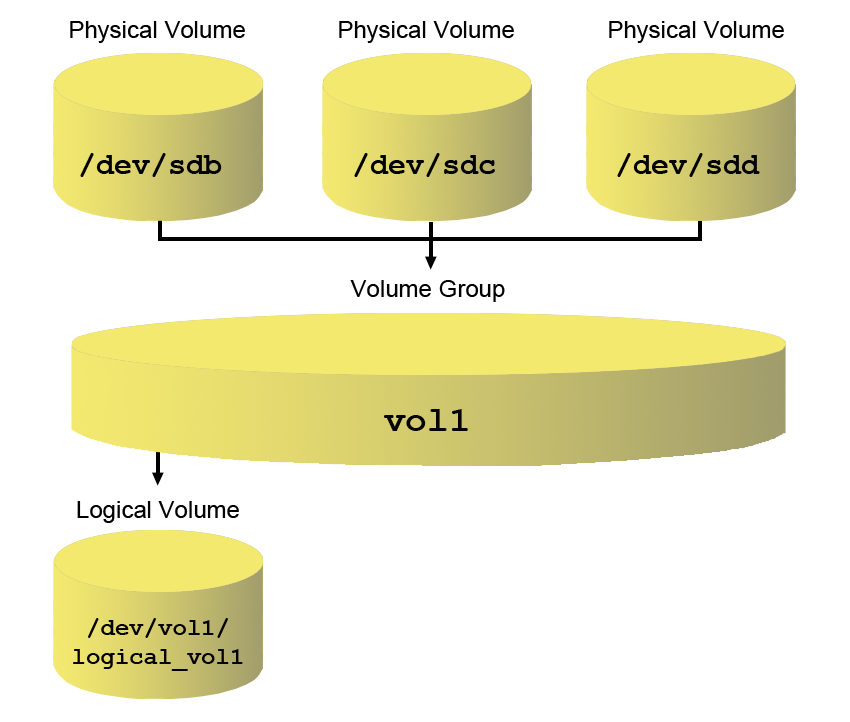 Physical Volume
Physical Volume
Physical Volume
/dev/sdb
/dev/sdc
/dev/sdd
Volume Group
vol1
Logical Volume
/dev/vol1/
logical_vol1